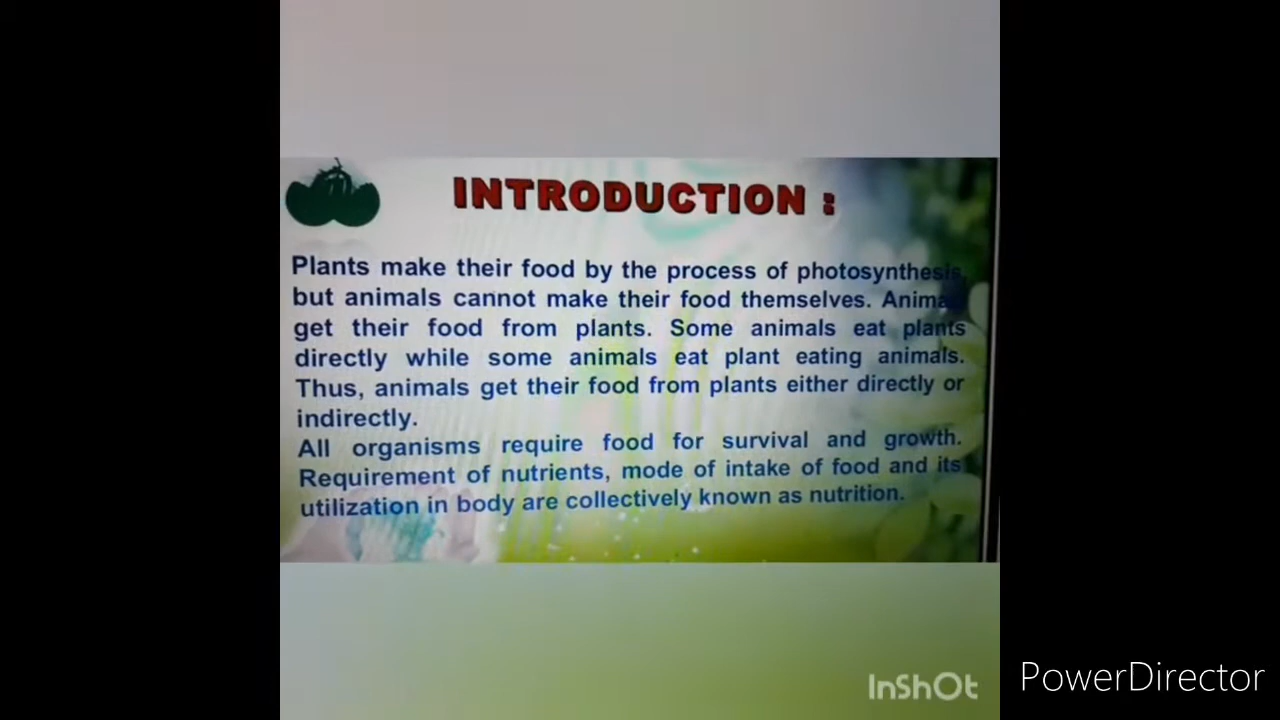 INTRODUCTION :
Plants make their food by the process of photosynthesis,
but animals cannot make their food themselves.
get their food from plants. Some animals eat plants
directly while some animals eat plant eating animals.
Thus, animals get their food from plants either directly or
indirectly.
All organisms require food for survival and growth.
Requirement of nutrients, mode of intake of food and its
utilization in body are collectively known as nutrition.
InShOt
PowerDirector